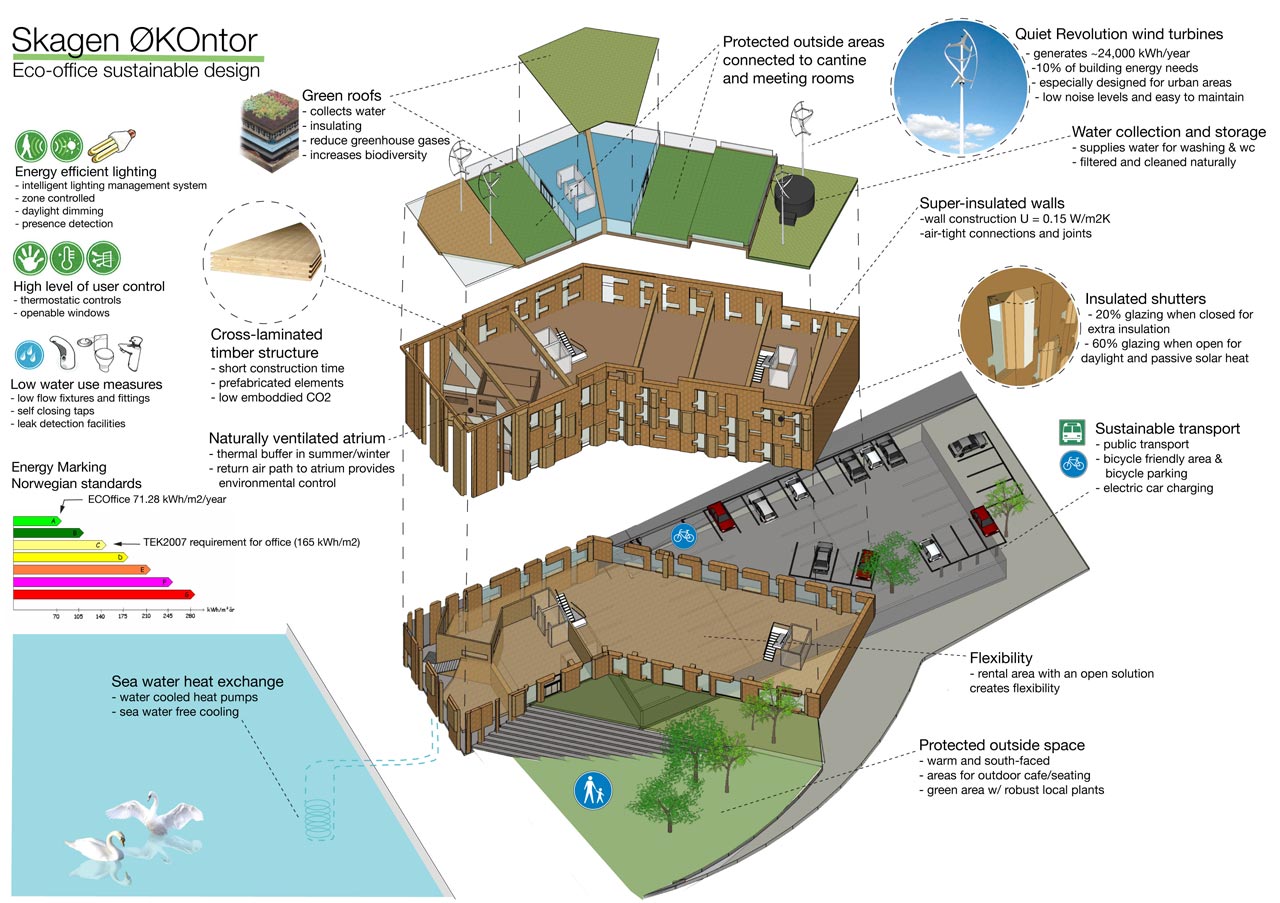 Skagen ØKOntor
Eco-office sustainable design
Green roofs
- collects water
- insulating
- reduce greenhouse gases
- increases biodiversity
Protected outside areas
connected to cantine
and meeting rooms
Quiet Revolution wind turbines
- generates ~24,000 kWh/year
-10% of building energy needs
- especially designed for urban areas
- low noise levels and easy to maintain
Water collection and storage
- supplies water for washing & wc
- filtered and cleaned naturally
Super-insulated walls
-wall construction U = 0.15 W/m2K
-air-tight connections and joints
Energy efficient lighting
- intelligent lighting management system
- zone controlled
- daylight dimming
- presence detection
High level of user control
- thermostatic controls
- openable windows
Low water use measures
- low flow fixtures and fittings
- self closing taps
- leak detection facilities
Cross-laminated
timber structure
- short construction time
- prefabricated elements
- low emboddied CO2
Insulated shutters
- 20% glazing when closed for
extra insulation
- 60% glazing when open for
daylight and passive solar heat
Naturally ventilated atrium
- thermal buffer in summer/winter
- return air path to atrium provides
environmental control
Sustainable transport
- public transport
- bicycle friendly area &
bicycle parking
- electric car charging
Energy Marking
Norwegian standards
ECOffice 71.28 kWh/m2/year
A
B
C
TEK2007 requirement for office (165 kWh/m2)
D
E
F
G
70 105 140 175 210 245 280 kWh/m²år
Sea water heat exchange
- water cooled heat pumps
- sea water free cooling
Flexibility
- rental area with an open solution
creates flexibility
Protected outside space
- warm and south-faced
- areas for outdoor cafe/seating
- green area w/ robust local plants